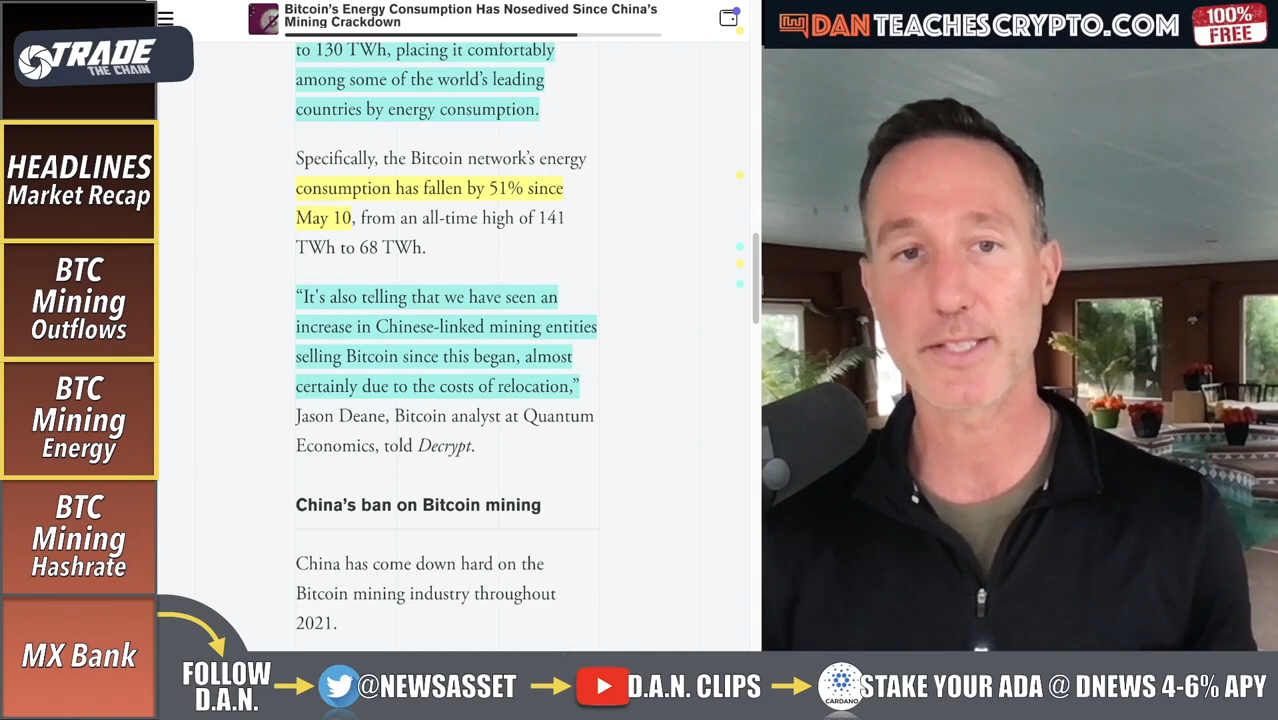 TRADE
THE CHAIN
HEADLINES
Market Recap
BTC
Mining
Outflows
BTC
Mining
Energy
BTC
Mining
Hashrate
MX Bank
Bitcoin's Energy Consumption Has Nosedived Since China's
Mining Crackdown
to 130 TWh, placing it comfortably
among some of the world's leading
countries by energy consumption.
Specifically, the Bitcoin network's energy
consumption has fallen by 51% since
May 10, from an all-time high of 141
TWh to 68 TWh.
“It's also telling that we have seen an
increase in Chinese-linked mining entities
selling Bitcoin since this began, almost
certainly due to the costs of relocation,”
Jason Deane, Bitcoin analyst at Quantum
Economics, told Decrypt.
China's ban on Bitcoin mining
China has come down hard on the
Bitcoin mining industry throughout
2021.
DANTEACHESCRYPTO.COM
100%
FREE
FOLLOW
D.A.N.
@NEWSASSET
D.A.N. CLIPS
CARDANO
STAKE YOUR ADA @ DNEWS 4-6% APY